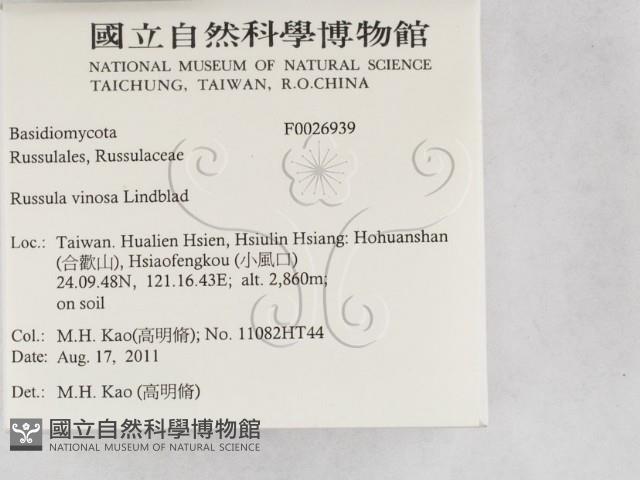 國立自然科學博物館
NATIONAL MUSEUM OF NATURAL SCIENCE
TAICHUNG, TAIWAN, R.O.CHINA
Basidiomycota F0026939
Russulales, Russulaceae
Russula vinosa Lindblad
Loc.: Taiwan. Hualien Hsien, Hsiulin Hsiang: Hohuanshan
(合歡山), Hsiaofengkou (小風口)
24.09.48N, 121.16.43E; alt. 2,860m;
on soil
Col.: M.H. Kao(高明脩); No. 11082HT44
Date: Aug. 17, 2011
Det.: M.H. Kao (高明脩)
國立自然科學博物館
NATIONAL MUSEUM OF NATURAL SCIENCE